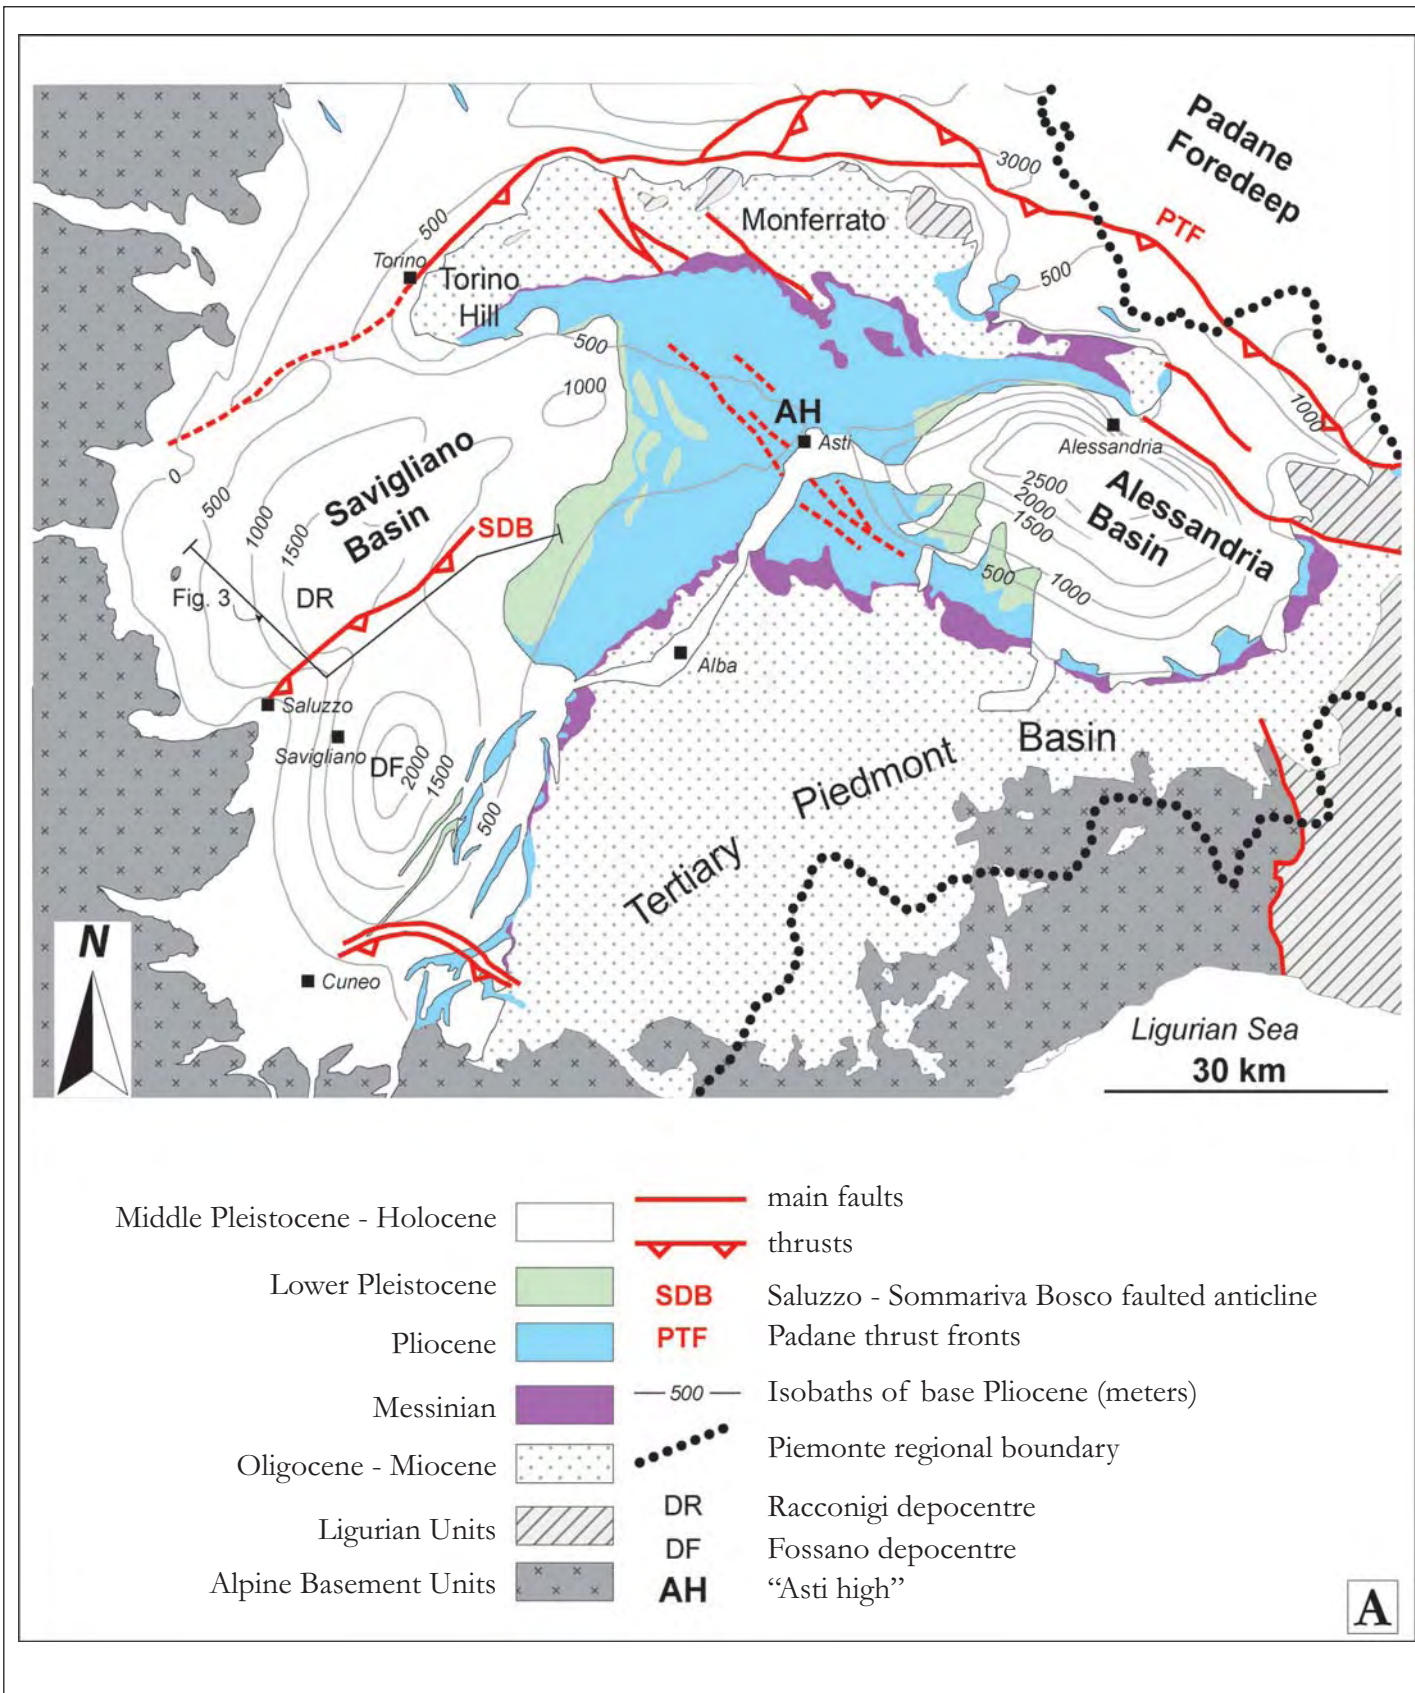 Padane
Foredeep
3000
PTF
500
Monferrato
500
Torino
Torino
Hill
500
1000
1000
AH
Asti
Alessandria
0
500
1000
1500
Savigliano
Basin
SDB
2500
2000
1500
Alessandria
Basin
500
1000
Fig. 3
DR
Alba
Saluzzo
Savigliano
DF
2000
1500
500
Tertiary
Piedmont
Basin
N
Cuneo
Ligurian Sea
30 km
Middle Pleistocene - Holocene
Lower Pleistocene
Pliocene
Messinian
Oligocene - Miocene
Ligurian Units
Alpine Basement Units
main faults
thrusts
SDB Saluzzo - Sommariva Bosco faulted anticline
PTF Padane thrust fronts
500 Isobaths of base Pliocene (meters)
Piemonte regional boundary
DR Racconigi depocentre
DF Fossano depocentre
AH “Asti high”
A